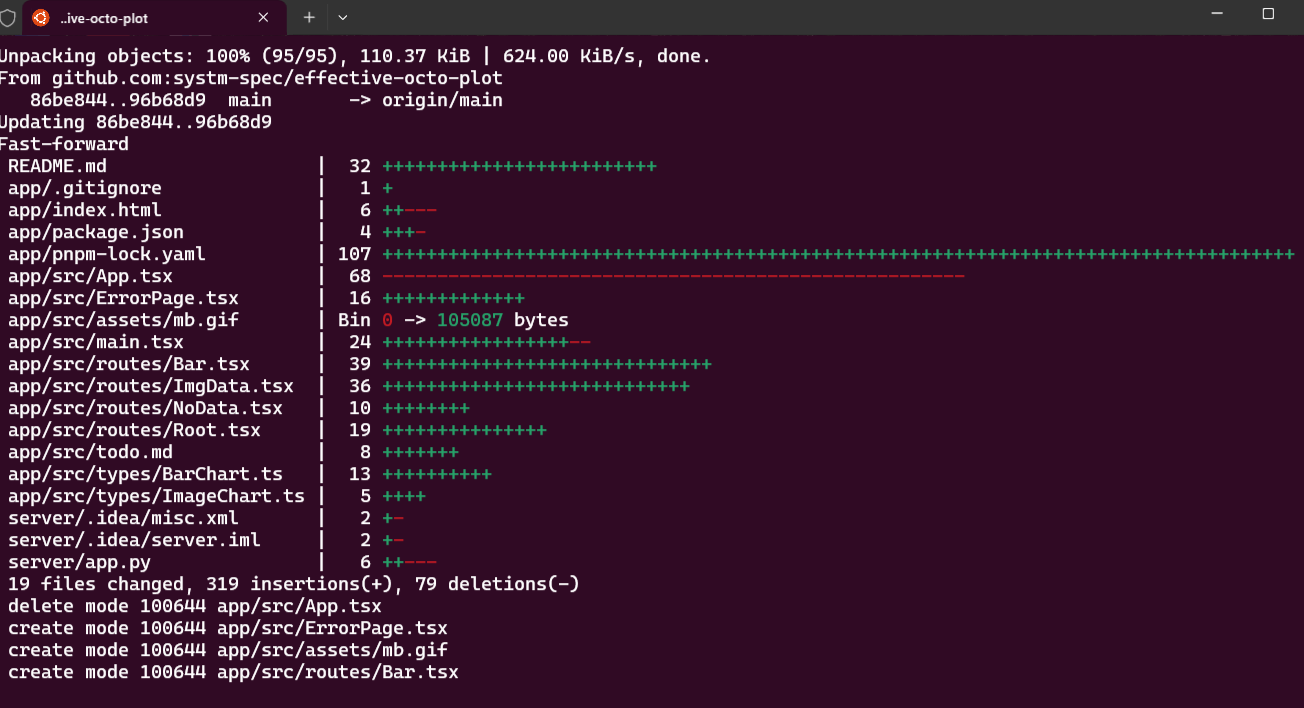 ..ive-octo-plot
Unpacking objects: 100% (95/95), 110.37 KiB | 624.00 KiB/s, done.
From github.com:systm-spec/effective-octo-plot
   86be844..96b68d9  main       -> origin/main
Updating 86be844..96b68d9
Fast-forward
 README.md                   |  32 +++++++++++++++++++++++++
 app/.gitignore              |   1 +
 app/index.html              |   6 ++---
 app/package.json            |   4 +++-
 app/pnpm-lock.yaml          | 107 +++++++++++++++++++++++++++++++++++++++++++++++++++++++++++++++++++++++++++++++++++
 app/src/App.tsx             |  68 -----------------------------------------------------
 app/src/ErrorPage.tsx       |  16 +++++++++++++
 app/src/assets/mb.gif       | Bin 0 -> 105087 bytes
 app/src/main.tsx            |  24 +++++++++++++++++--
 app/src/routes/Bar.tsx      |  39 ++++++++++++++++++++++++++++++
 app/src/routes/ImgData.tsx  |  36 ++++++++++++++++++++++++++++
 app/src/routes/NoData.tsx   |  10 ++++++++
 app/src/routes/Root.tsx     |  19 +++++++++++++++
 app/src/todo.md             |   8 +++++++
 app/src/types/BarChart.ts   |  13 ++++++++++
 app/src/types/ImageChart.ts |   5 ++++
 server/.idea/misc.xml       |   2 +-
 server/.idea/server.iml     |   2 +-
 server/app.py               |   6 ++---
 19 files changed, 319 insertions(+), 79 deletions(-)
 delete mode 100644 app/src/App.tsx
 create mode 100644 app/src/ErrorPage.tsx
 create mode 100644 app/src/assets/mb.gif
 create mode 100644 app/src/routes/Bar.tsx